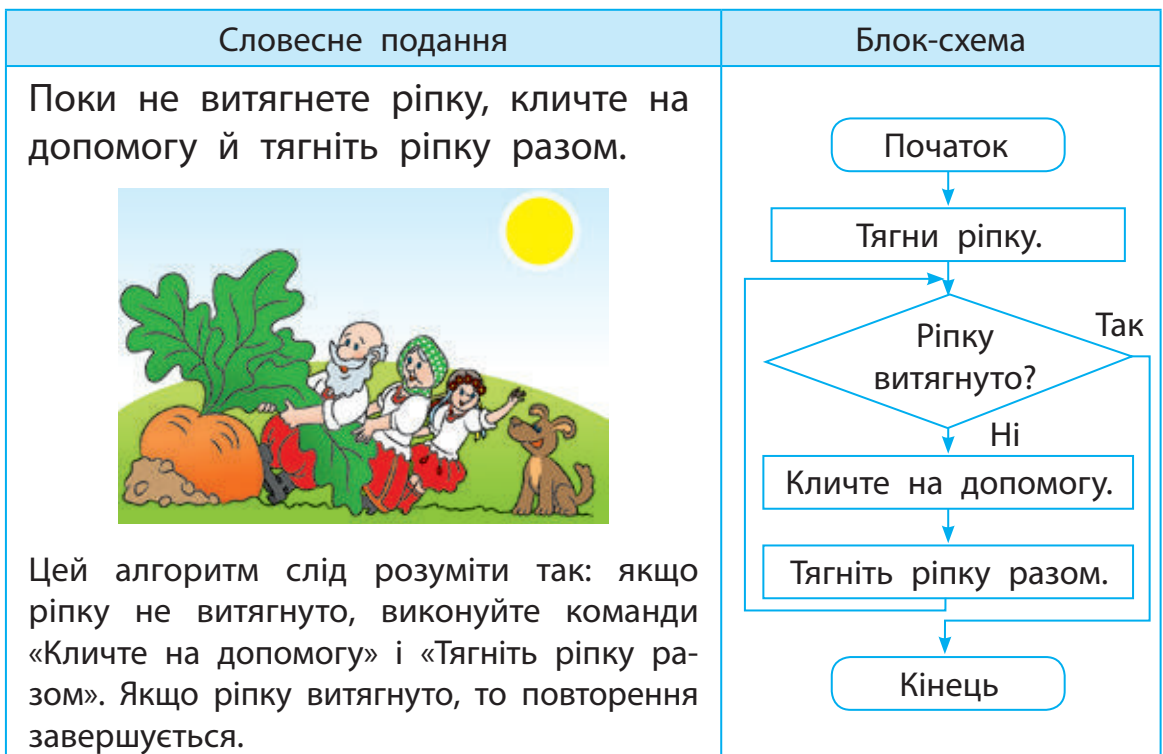 Словесне подання
Блок-схема
Поки не витягнете ріпку, кличте на
допомогу й тягніть ріпку разом.
Цей алгоритм слід розуміти так: якщо
ріпку не витягнуто, виконуйте команди
«Кличте на допомогу» і «Тягніть ріпку ра-
зом». Якщо ріпку витягнуто, то повторення
завершується.
Початок
Тягни ріпку.
Ріпку
витягнуто?
Так
Ні
Кличте на допомогу.
Тягніть ріпку разом.
Кінець